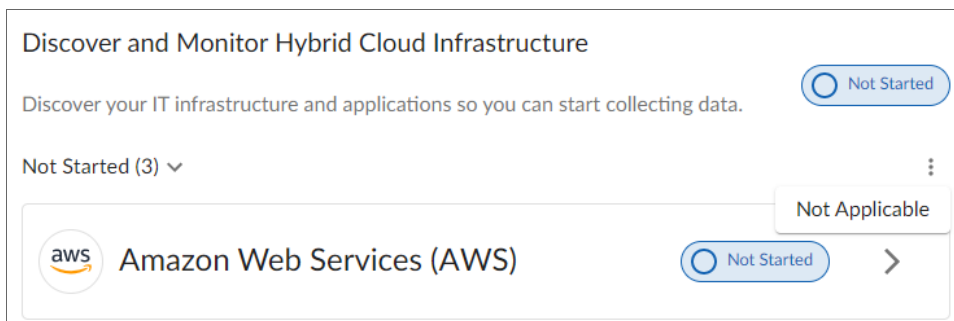 Discover and Monitor Hybrid Cloud Infrastructure
Not Started
Discover your IT infrastructure and applications so you can start collecting data.
Not Started (3)
Not Applicable
aws
Amazon Web Services (AWS)
Not Started